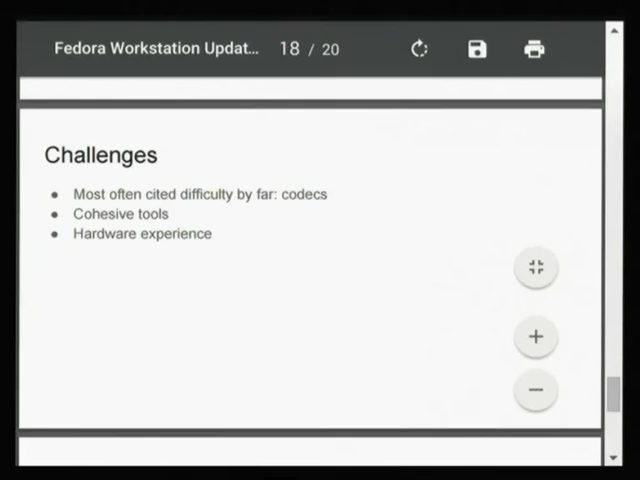 Fedora Workstation Updat... 18 / 20
Challenges
● Most often cited difficulty by far: codecs
● Cohesive tools
● Hardware experience